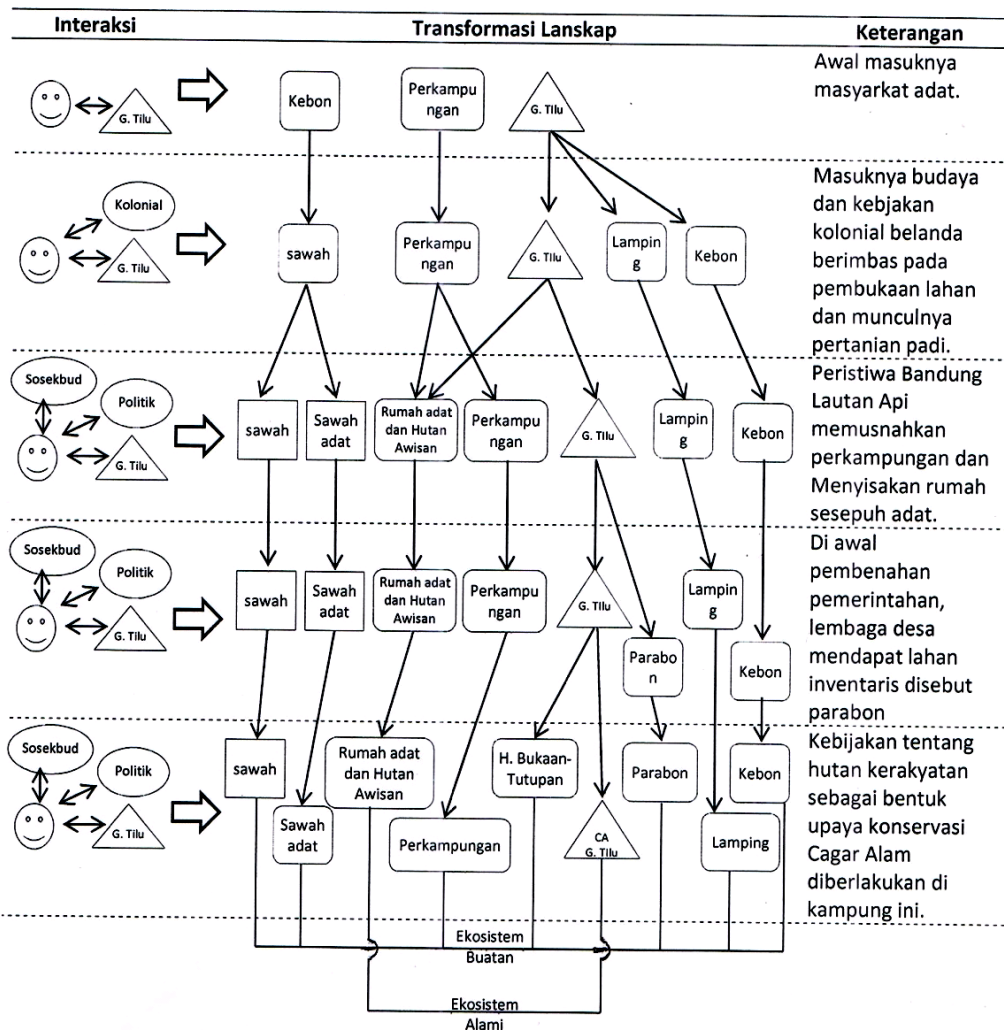 Interaksi
Transformasi Lanskap
Keterangan
G. Tilu
Kebon
Perkampu
ngan
G. TIlu
Awal masuknya
masyarkat adat.
Kolonial
G. Tilu
sawah
Perkampu
ngan
G. TIlu
Lampin
g
Kebon
Masuknya budaya
dan kebjakan
kolonial belanda
berimbas pada
pembukaan lahan
dan munculnya
pertanian padi.
Sosekbud
Politik
G. Tilu
sawah
Sawah
adat
Rumah adat
dan Hutan
Awisan
Perkampu
ngan
G. TIlu
Lampin
g
Kebon
Peristiwa Bandung
Lautan Api
memusnahkan
perkampungan dan
Menyisakan rumah
sesepuh adat.
Sosekbud
Politik
G. Tilu
sawah
Sawah
adat
Rumah adat
dan Hutan
Awisan
Perkampu
ngan
G. TIlu
Lampin
g
Parabo
n
Kebon
Di awal
pembenahan
pemerintahan,
lembaga desa
mendapat lahan
inventaris disebut
parabon
Sosekbud
Politik
G. Tilu
sawah
Sawah
adat
Rumah adat
dan Hutan
Awisan
Perkampungan
H. Bukaan-
Tutupan
CA
G. TIlu
Parabon
Lamping
Kebon
Kebijakan tentang
hutan kerakyatan
sebagai bentuk
upaya konservasi
Cagar Alam
diberlakukan di
kampung ini.
Ekosistem
Buatan
Ekosistem
Alami